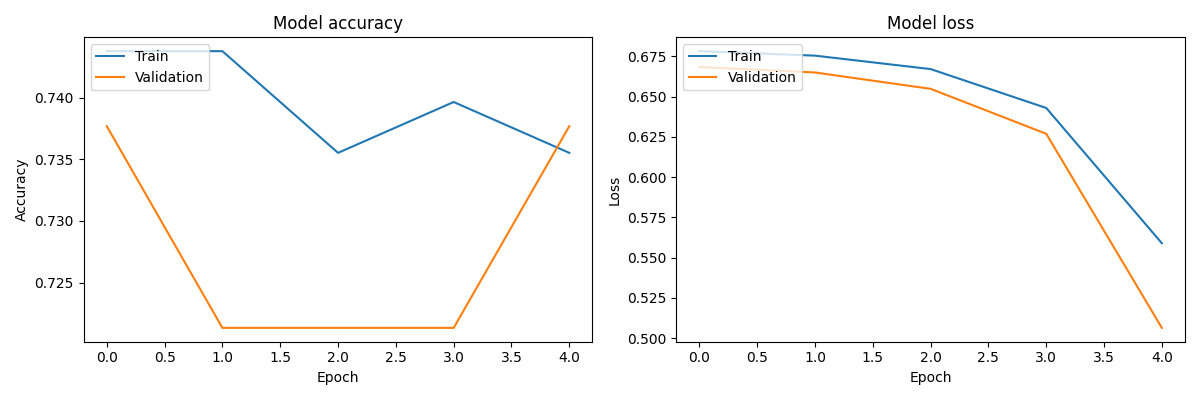 Model accuracy
Train
Validation
0.740
0.735
0.730
0.725
Accuracy
0.0 0.5 1.0 1.5 2.0 2.5 3.0 3.5 4.0
Epoch
Model loss
Train
Validation
0.675
0.650
0.625
0.600
0.575
0.550
0.525
0.500
Loss
0.0 0.5 1.0 1.5 2.0 2.5 3.0 3.5 4.0
Epoch